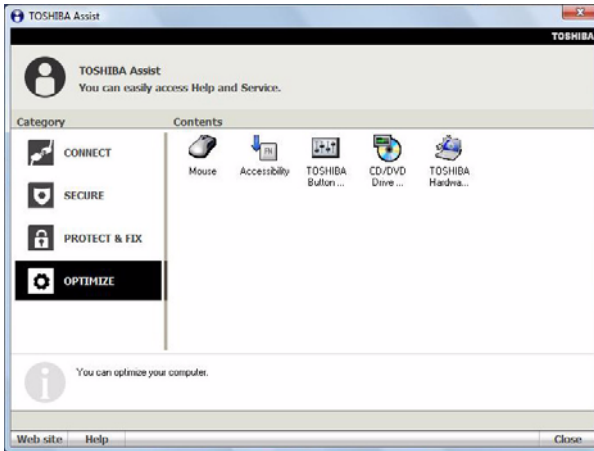 TOSHIBA Assist
TOSHIBA
TOSHIBA Assist
You can easily access Help and Service.
Category
Contents
CONNECT
SECURE
PROTECT & FIX
OPTIMIZE
Mouse
Accessibility
FN
TOSHIBA
Button ...
CD/DVD
Drive ...
TOSHIBA
Hardwa...
You can optimize your computer.
Web site
Help
Close